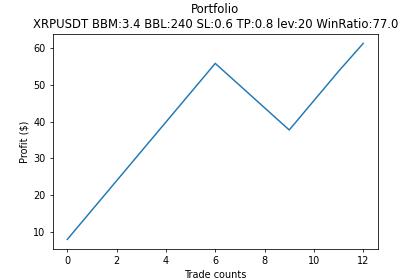 Portfolio
XRPUSDT BBM:3.4 BBL:240 SL:0.6 TP:0.8 lev:20 WinRatio:77.0
60
50
40
30
20
10
Profit ($)
0 2 4 6 8 10 12
Trade counts